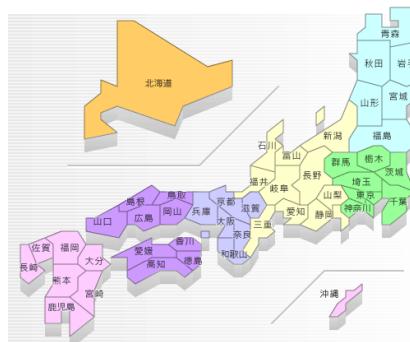 北海道
青森
秋田
岩手
山形
宮城
福島
新潟
石川
富山
福井
岐阜
長野
山梨
愛知
静岡
群馬
栃木
茨城
埼玉
東京
千葉
神奈川
京都
滋賀
兵庫
大阪
奈良
三重
和歌山
鳥取
島根
岡山
広島
山口
香川
愛媛
徳島
高知
福岡
佐賀
長崎
大分
熊本
宮崎
鹿児島
沖縄